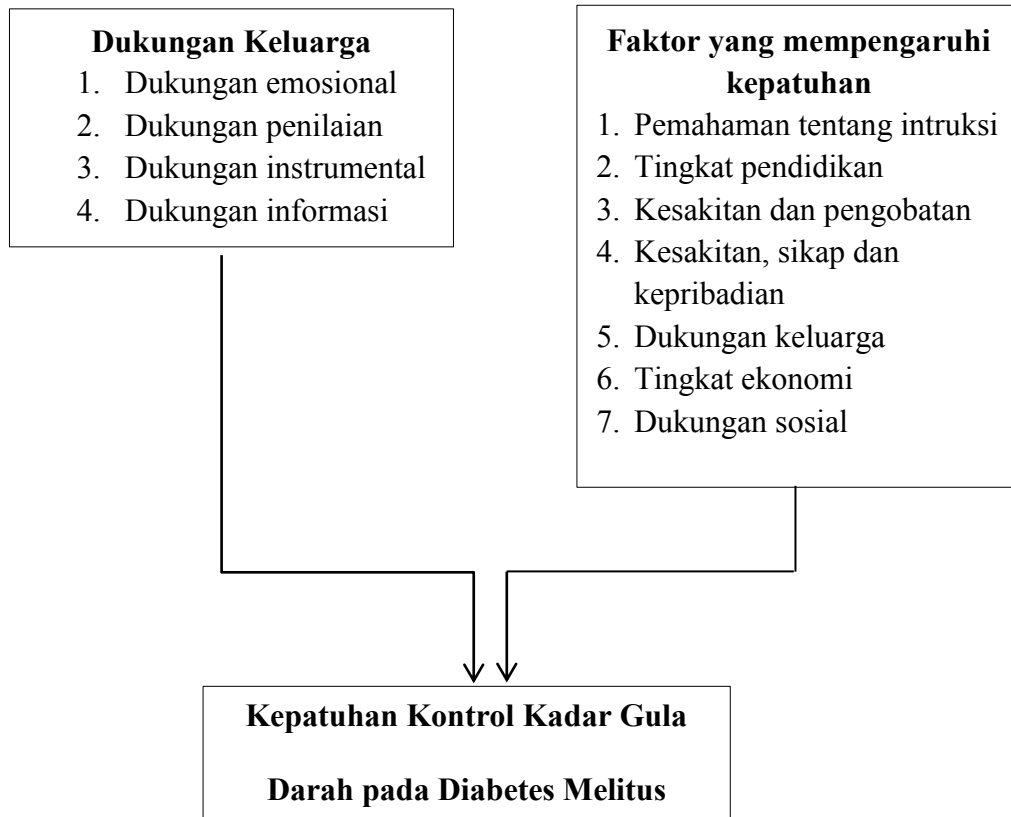 Dukungan Keluarga
1. Dukungan emosional
2. Dukungan penilaian
3. Dukungan instrumental
4. Dukungan informasi
Faktor yang mempengaruhi
kepatuhan
1. Pemahaman tentang intruksi
2. Tingkat pendidikan
3. Kesakitan dan pengobatan
4. Kesakitan, sikap dan
kepribadian
5. Dukungan keluarga
6. Tingkat ekonomi
7. Dukungan sosial
Kepatuhan Kontrol Kadar Gula
Darah pada Diabetes Melitus